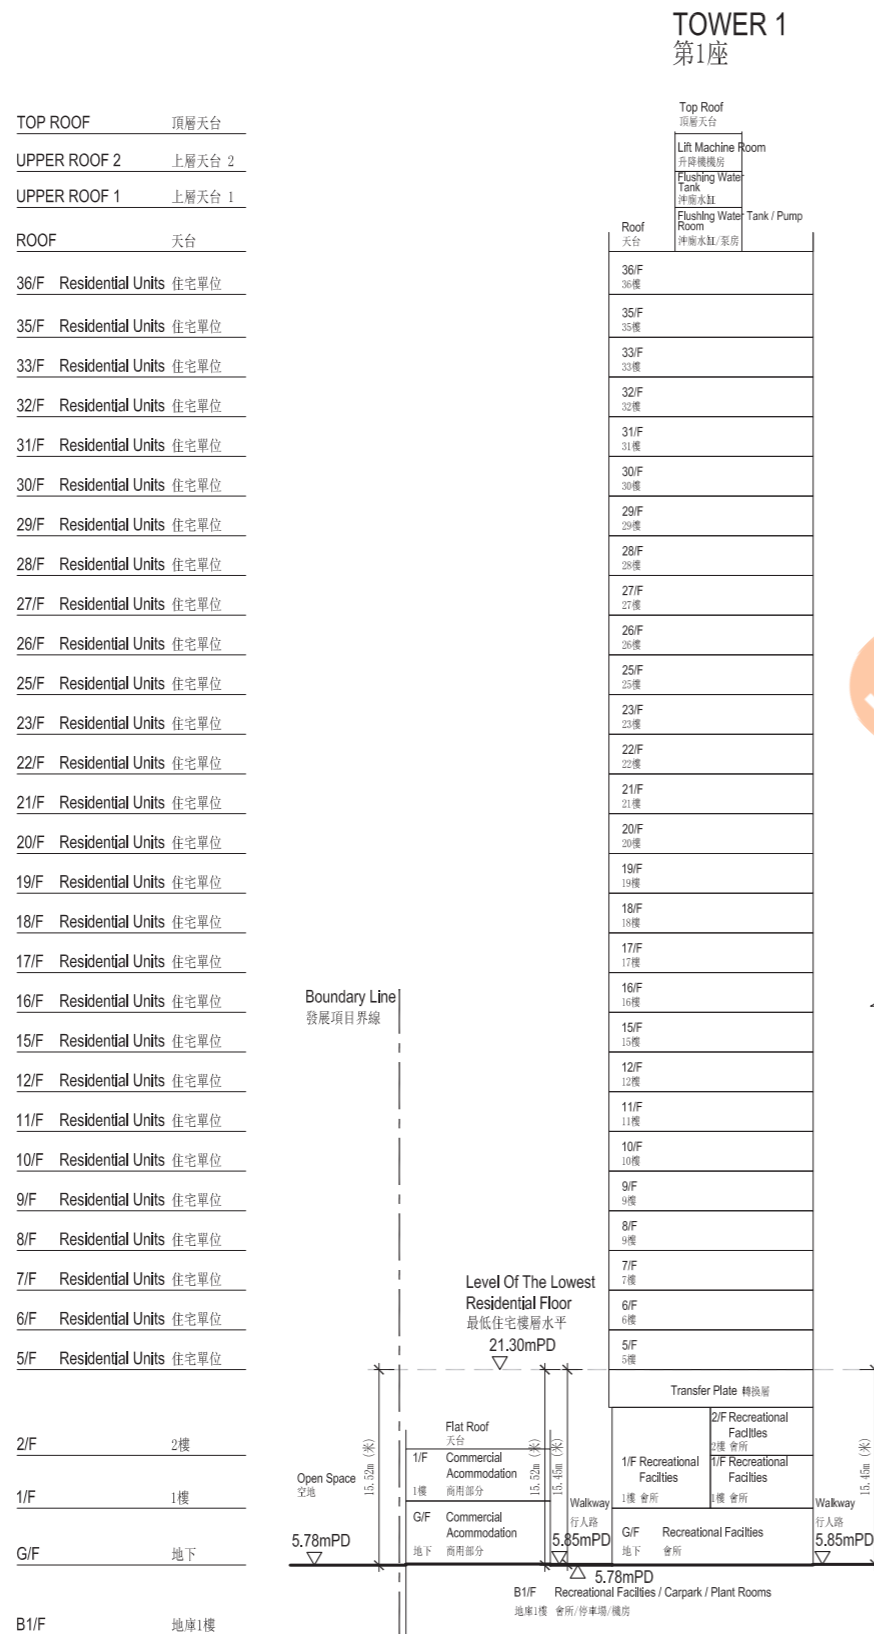 TOWER 1
第1座
TOP ROOF 頂層天台
UPPER ROOF 2 上層天台 2
UPPER ROOF 1 上層天台 1
ROOF 天台
36/F Residential Units 住宅單位
35/F Residential Units 住宅單位
33/F Residential Units 住宅單位
32/F Residential Units 住宅單位
31/F Residential Units 住宅單位
30/F Residential Units 住宅單位
29/F Residential Units 住宅單位
28/F Residential Units 住宅單位
27/F Residential Units 住宅單位
26/F Residential Units 住宅單位
25/F Residential Units 住宅單位
23/F Residential Units 住宅單位
22/F Residential Units 住宅單位
21/F Residential Units 住宅單位
20/F Residential Units 住宅單位
19/F Residential Units 住宅單位
18/F Residential Units 住宅單位
17/F Residential Units 住宅單位
16/F Residential Units 住宅單位
15/F Residential Units 住宅單位
12/F Residential Units 住宅單位
11/F Residential Units 住宅單位
10/F Residential Units 住宅單位
9/F Residential Units 住宅單位
8/F Residential Units 住宅單位
7/F Residential Units 住宅單位
6/F Residential Units 住宅單位
5/F Residential Units 住宅單位
2/F 2樓
1/F 1樓
G/F 地下
B1/F 地庫1樓
Top Roof
頂層天台
Lift Machine Room
升降機機房
Flushing Water
Tank
沖廁水缸
Flushing Water Tank / Pump
Room
沖廁水缸/泵房
Roof
天台
36/F
36樓
35/F
35樓
33/F
33樓
32/F
32樓
31/F
31樓
30/F
30樓
29/F
29樓
28/F
28樓
27/F
27樓
26/F
26樓
25/F
25樓
23/F
23樓
22/F
22樓
21/F
21樓
20/F
20樓
19/F
19樓
18/F
18樓
17/F
17樓
16/F
16樓
15/F
15樓
12/F
12樓
11/F
11樓
10/F
10樓
9/F
9樓
8/F
9樓
7/F
7樓
6/F
6樓
5/F
5樓
Boundary Line
發展項目界線
Level Of The Lowest
Residential Floor
最低住宅樓層水平
21.30mPD
Transfer Plate 轉換層
2/F Recreational
Facilties
2樓 會所
1/F Recreational
Facilties
1樓 會所
1/F Recreational
Facilties
1樓 會所
G/F Recreational Facilties
地下 會所
Flat Roof
天台
1/F Commercial
Acommodation
1樓 商用部分
G/F Commercial
Acommodation
地下 商用部分
Open Space
空地
15.52m (米)
15.52m (米)
15.45m (米)
15.45m (米)
Walkway
行人路
Walkway
行人路
5.78mPD
5.85mPD
5.85mPD
5.78mPD
B1/F Recreational Facilties / Carpark / Plant Rooms
地庫1樓 會所/停車場/機房